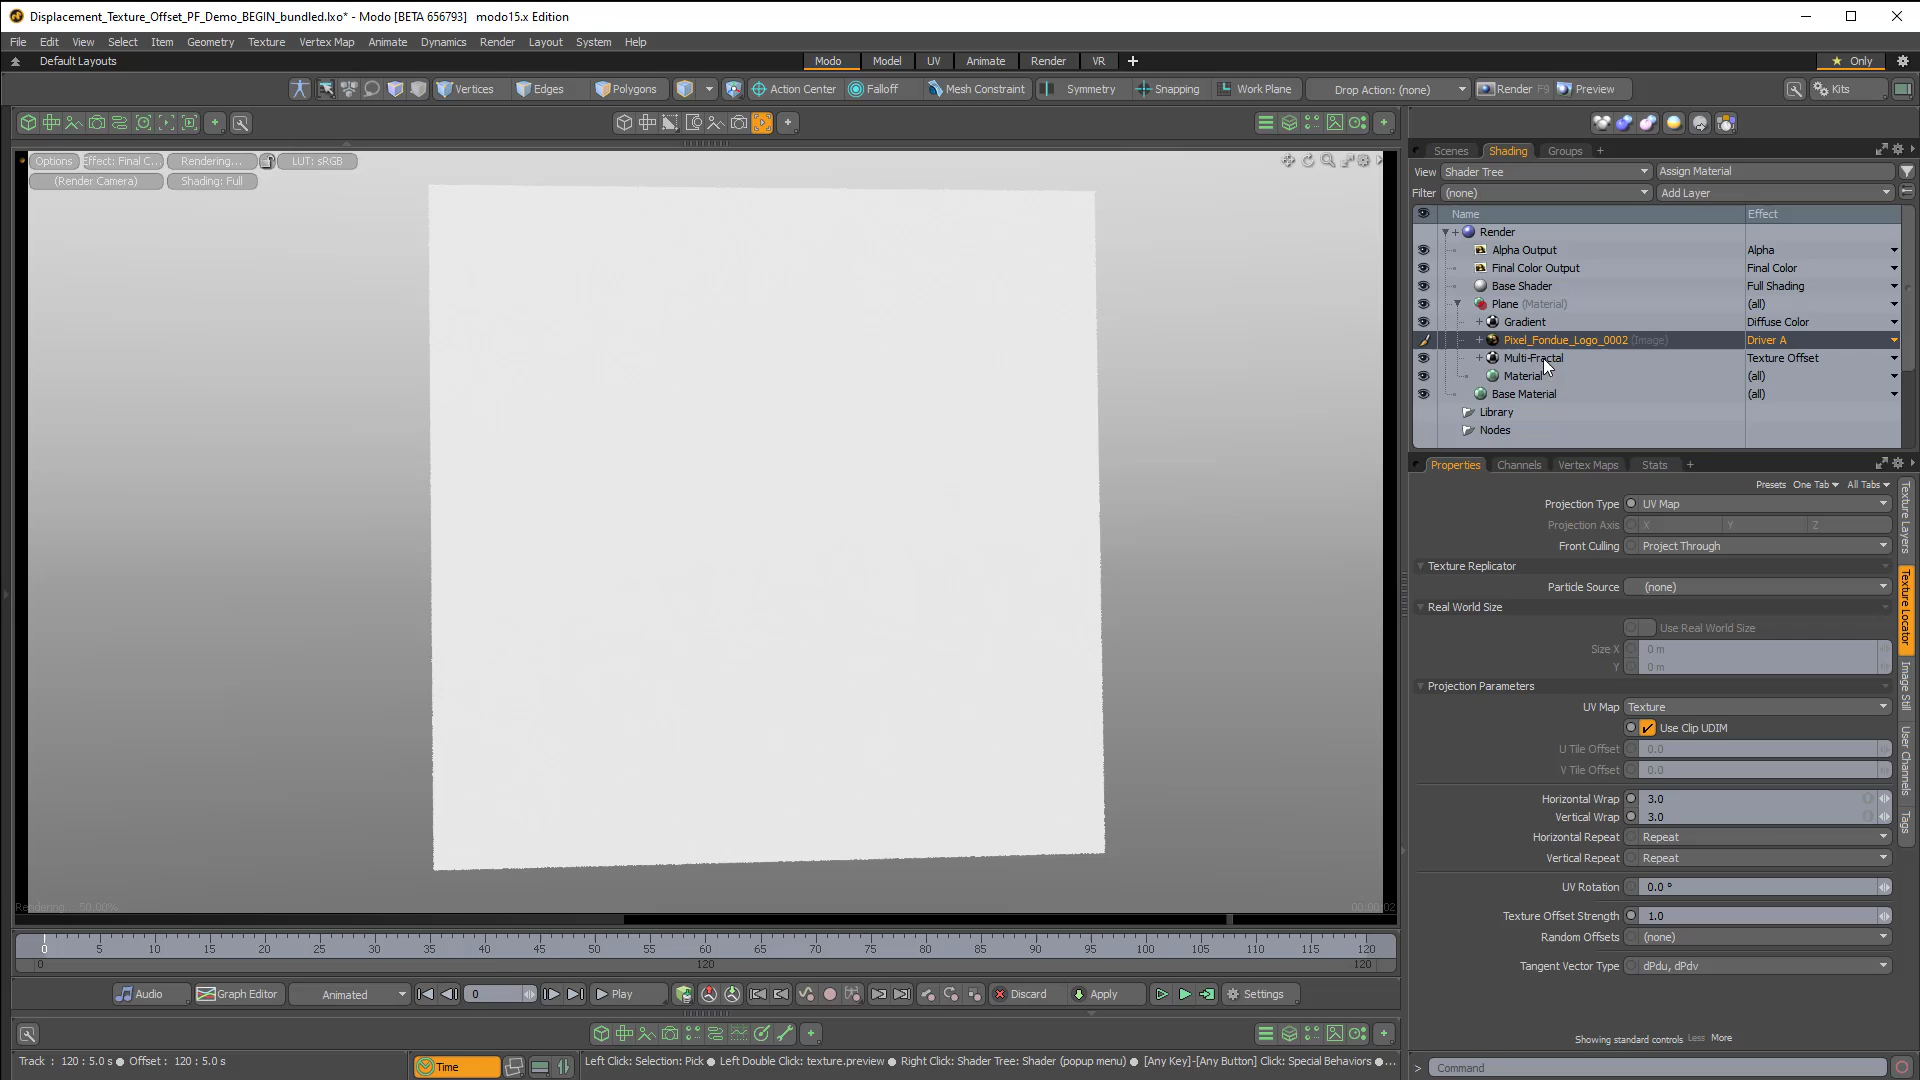 Displacement_Texture_Offset_PF_Demo_BEGIN_bundled.lxo* - Modo [BETA 656793]   modo15.x Edition
File Edit View Select Item Geometry Texture Vertex Map Animate Dynamics Render Layout System Help
Default Layouts Modo Model UV Animate Render VR Only
Vertices Edges Polygons Action Center Falloff Mesh Constraint Symmetry Snapping Work Plane Drop Action: (none) Render F9 Preview Kits
Scenes Shading Groups
Options Effect: Final C... Rendering... LUT: sRGB
(Render Camera) Shading: Full
View Shader Tree Assign Material
Filter (none) Add Layer
Name Effect
Render
Alpha Output Alpha
Final Color Output Final Color
Base Shader Full Shading
Plane (Material) (all)
Gradient Diffuse Color
Pixel_Fondue_Logo_0002 (Image) Driver A
Multi-Fractal Texture Offset
Material (all)
Base Material (all)
Library
Nodes
Properties Channels Vertex Maps Stats
Presets One Tab All Tabs
Projection Type UV Map
Projection Axis X Y Z
Front Culling Project Through
Texture Replicator
Particle Source (none)
Real World Size
Use Real World Size
Size X 0 m
Y 0 m
Projection Parameters
UV Map Texture
Use Clip UDIM
U Tile Offset 0.0
V Tile Offset 0.0
Horizontal Wrap 3.0
Vertical Wrap 3.0
Horizontal Repeat Repeat
Vertical Repeat Repeat
UV Rotation 0.0 °
Texture Offset Strength 1.0
Random Offsets (none)
Tangent Vector Type dPdu, dPdv
Showing standard controls Less More
Texture Layers
Texture Locator
Image Still
User Channels
Tags
Rendering... 50.00% 00:00:02
0 5 10 15 20 25 30 35 40 45 50 55 60 65 70 75 80 85 90 95 100 105 110 115 120
0 120 120
Audio Graph Editor Animated 0 Play Discard Apply Settings
Track : 120 : 5.0 s Offset : 120 : 5.0 s Time Left Click: Selection: Pick ● Left Double Click: texture.preview ● Right Click: Shader Tree: Shader (popup menu) ● [Any Key]-[Any Button] Click: Special Behaviors ●...
> Command